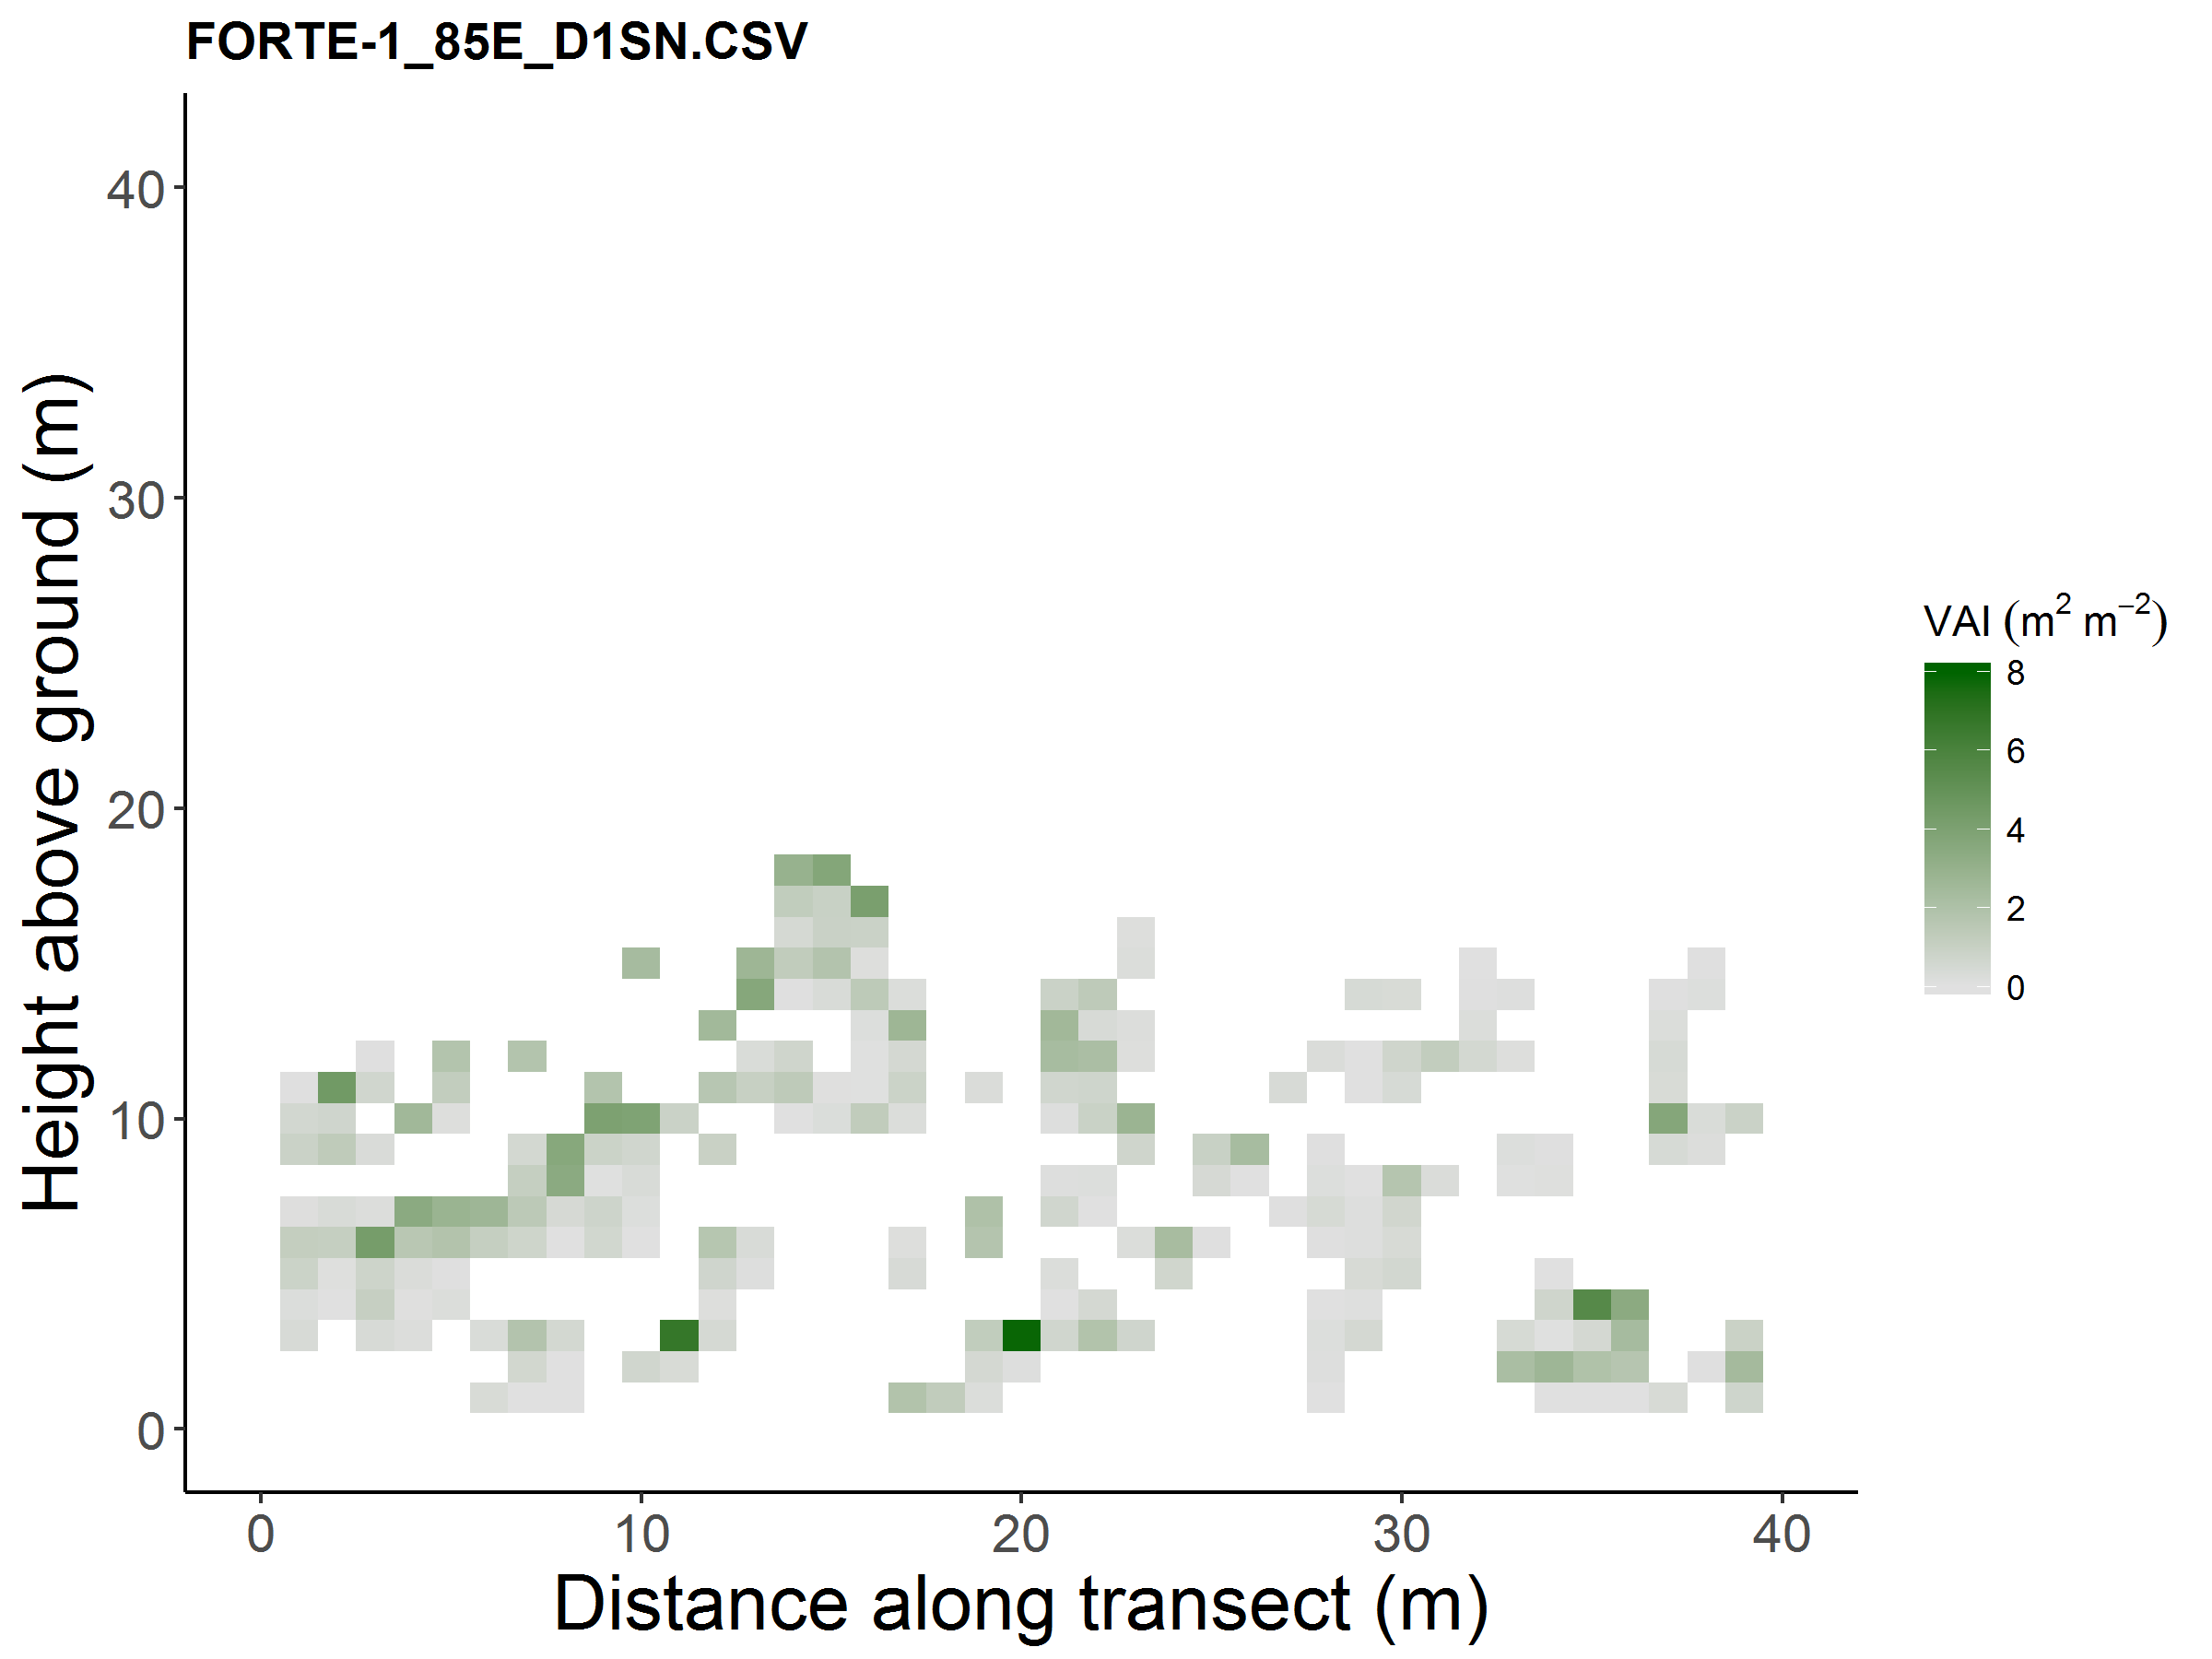 FORTE-1_85E_D1SN.CSV
40
30
20
10
0
Height above ground (m)
0 10 20 30 40
Distance along transect (m)
VAI (m² m⁻²)
8
6
4
2
0